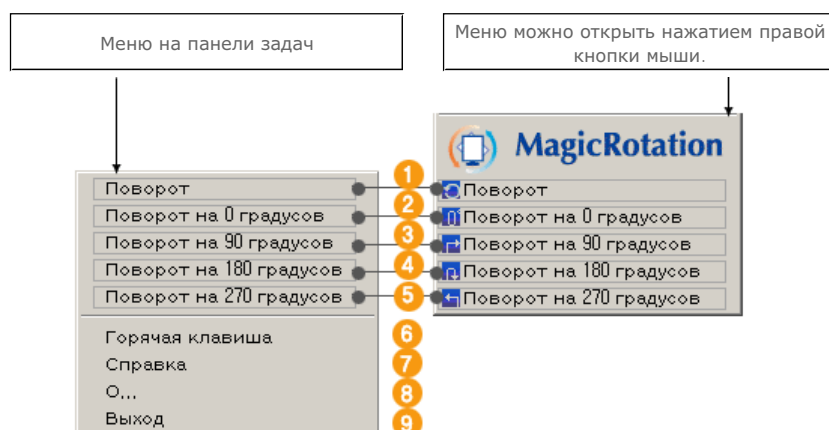 Меню на панели задач
Меню можно открыть нажатием правой
кнопки мыши.
MagicRotation
Поворот
1
Поворот
Поворот на 0 градусов
2
Поворот на 0 градусов
Поворот на 90 градусов
3
Поворот на 90 градусов
Поворот на 180 градусов
4
Поворот на 180 градусов
Поворот на 270 градусов
5
Поворот на 270 градусов
Горячая клавиша
6
Справка
7
О...
8
Выход
9